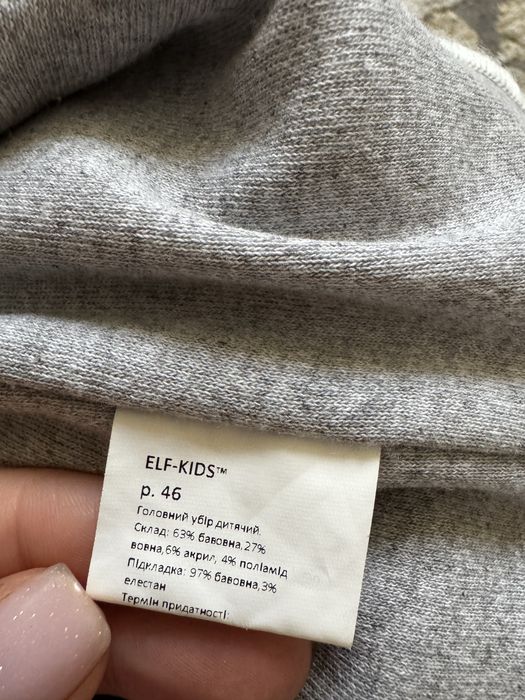 ELF-KIDS™
р. 46
Головний убір дитячий.
Склад: 63% бавовна,27%
вовна,6% акрил, 4% поліамід
Підкладка: 97% бавовна,3%
еластан
Термін придатності: